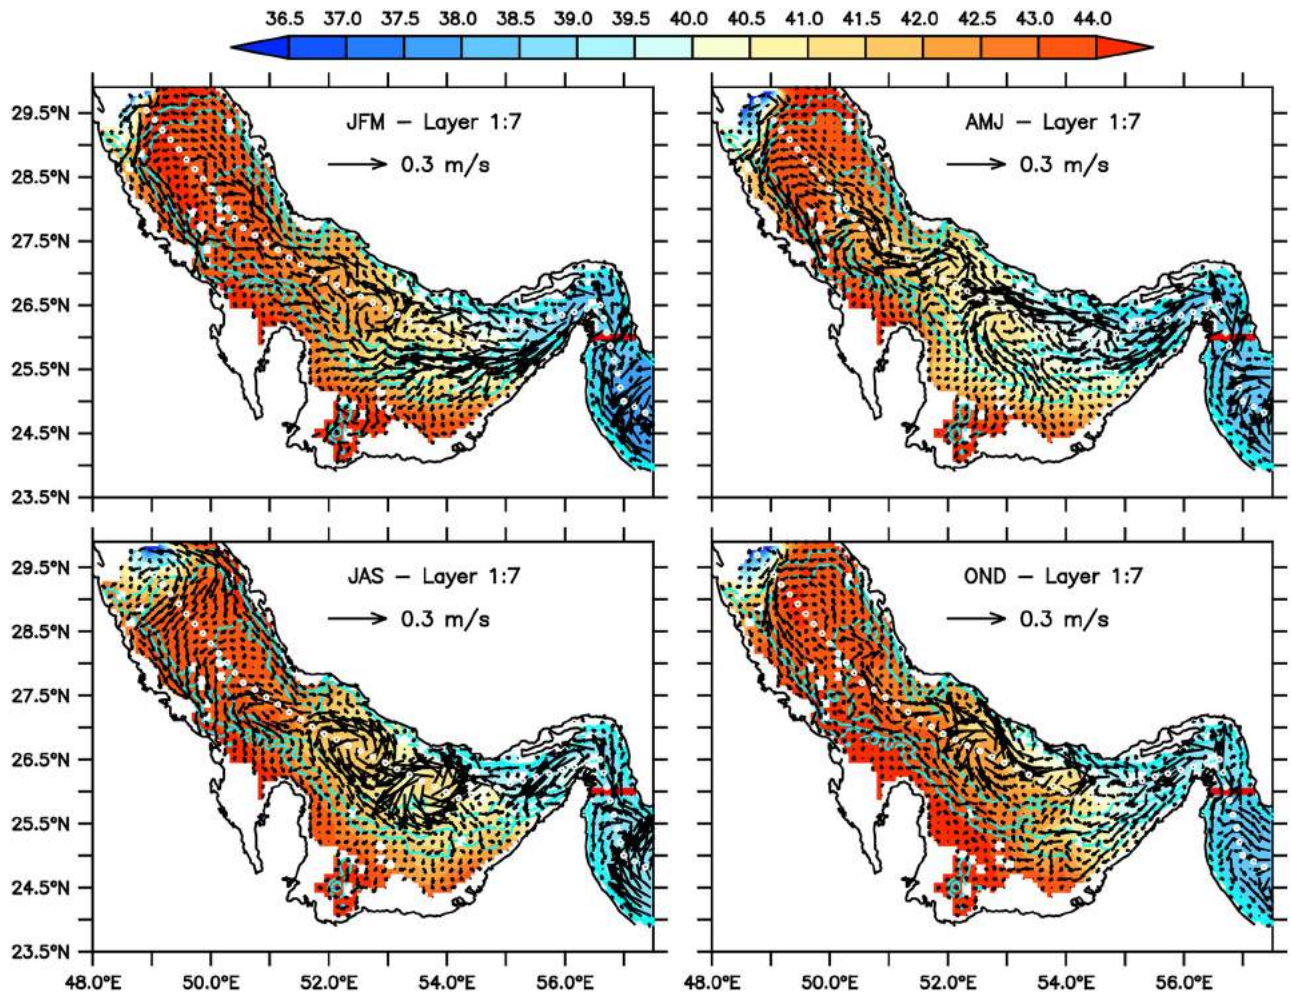 36.5 37.0 37.5 38.0 38.5 39.0 39.5 40.0 40.5 41.0 41.5 42.0 42.5 43.0 44.0
29.5°N
28.5°N
27.5°N
26.5°N
25.5°N
24.5°N
23.5°N
JFM – Layer 1:7
0.3 m/s
AMJ – Layer 1:7
0.3 m/s
29.5°N
28.5°N
27.5°N
26.5°N
25.5°N
24.5°N
23.5°N
JAS – Layer 1:7
0.3 m/s
OND – Layer 1:7
0.3 m/s
48.0°E 50.0°E 52.0°E 54.0°E 56.0°E
48.0°E 50.0°E 52.0°E 54.0°E 56.0°E